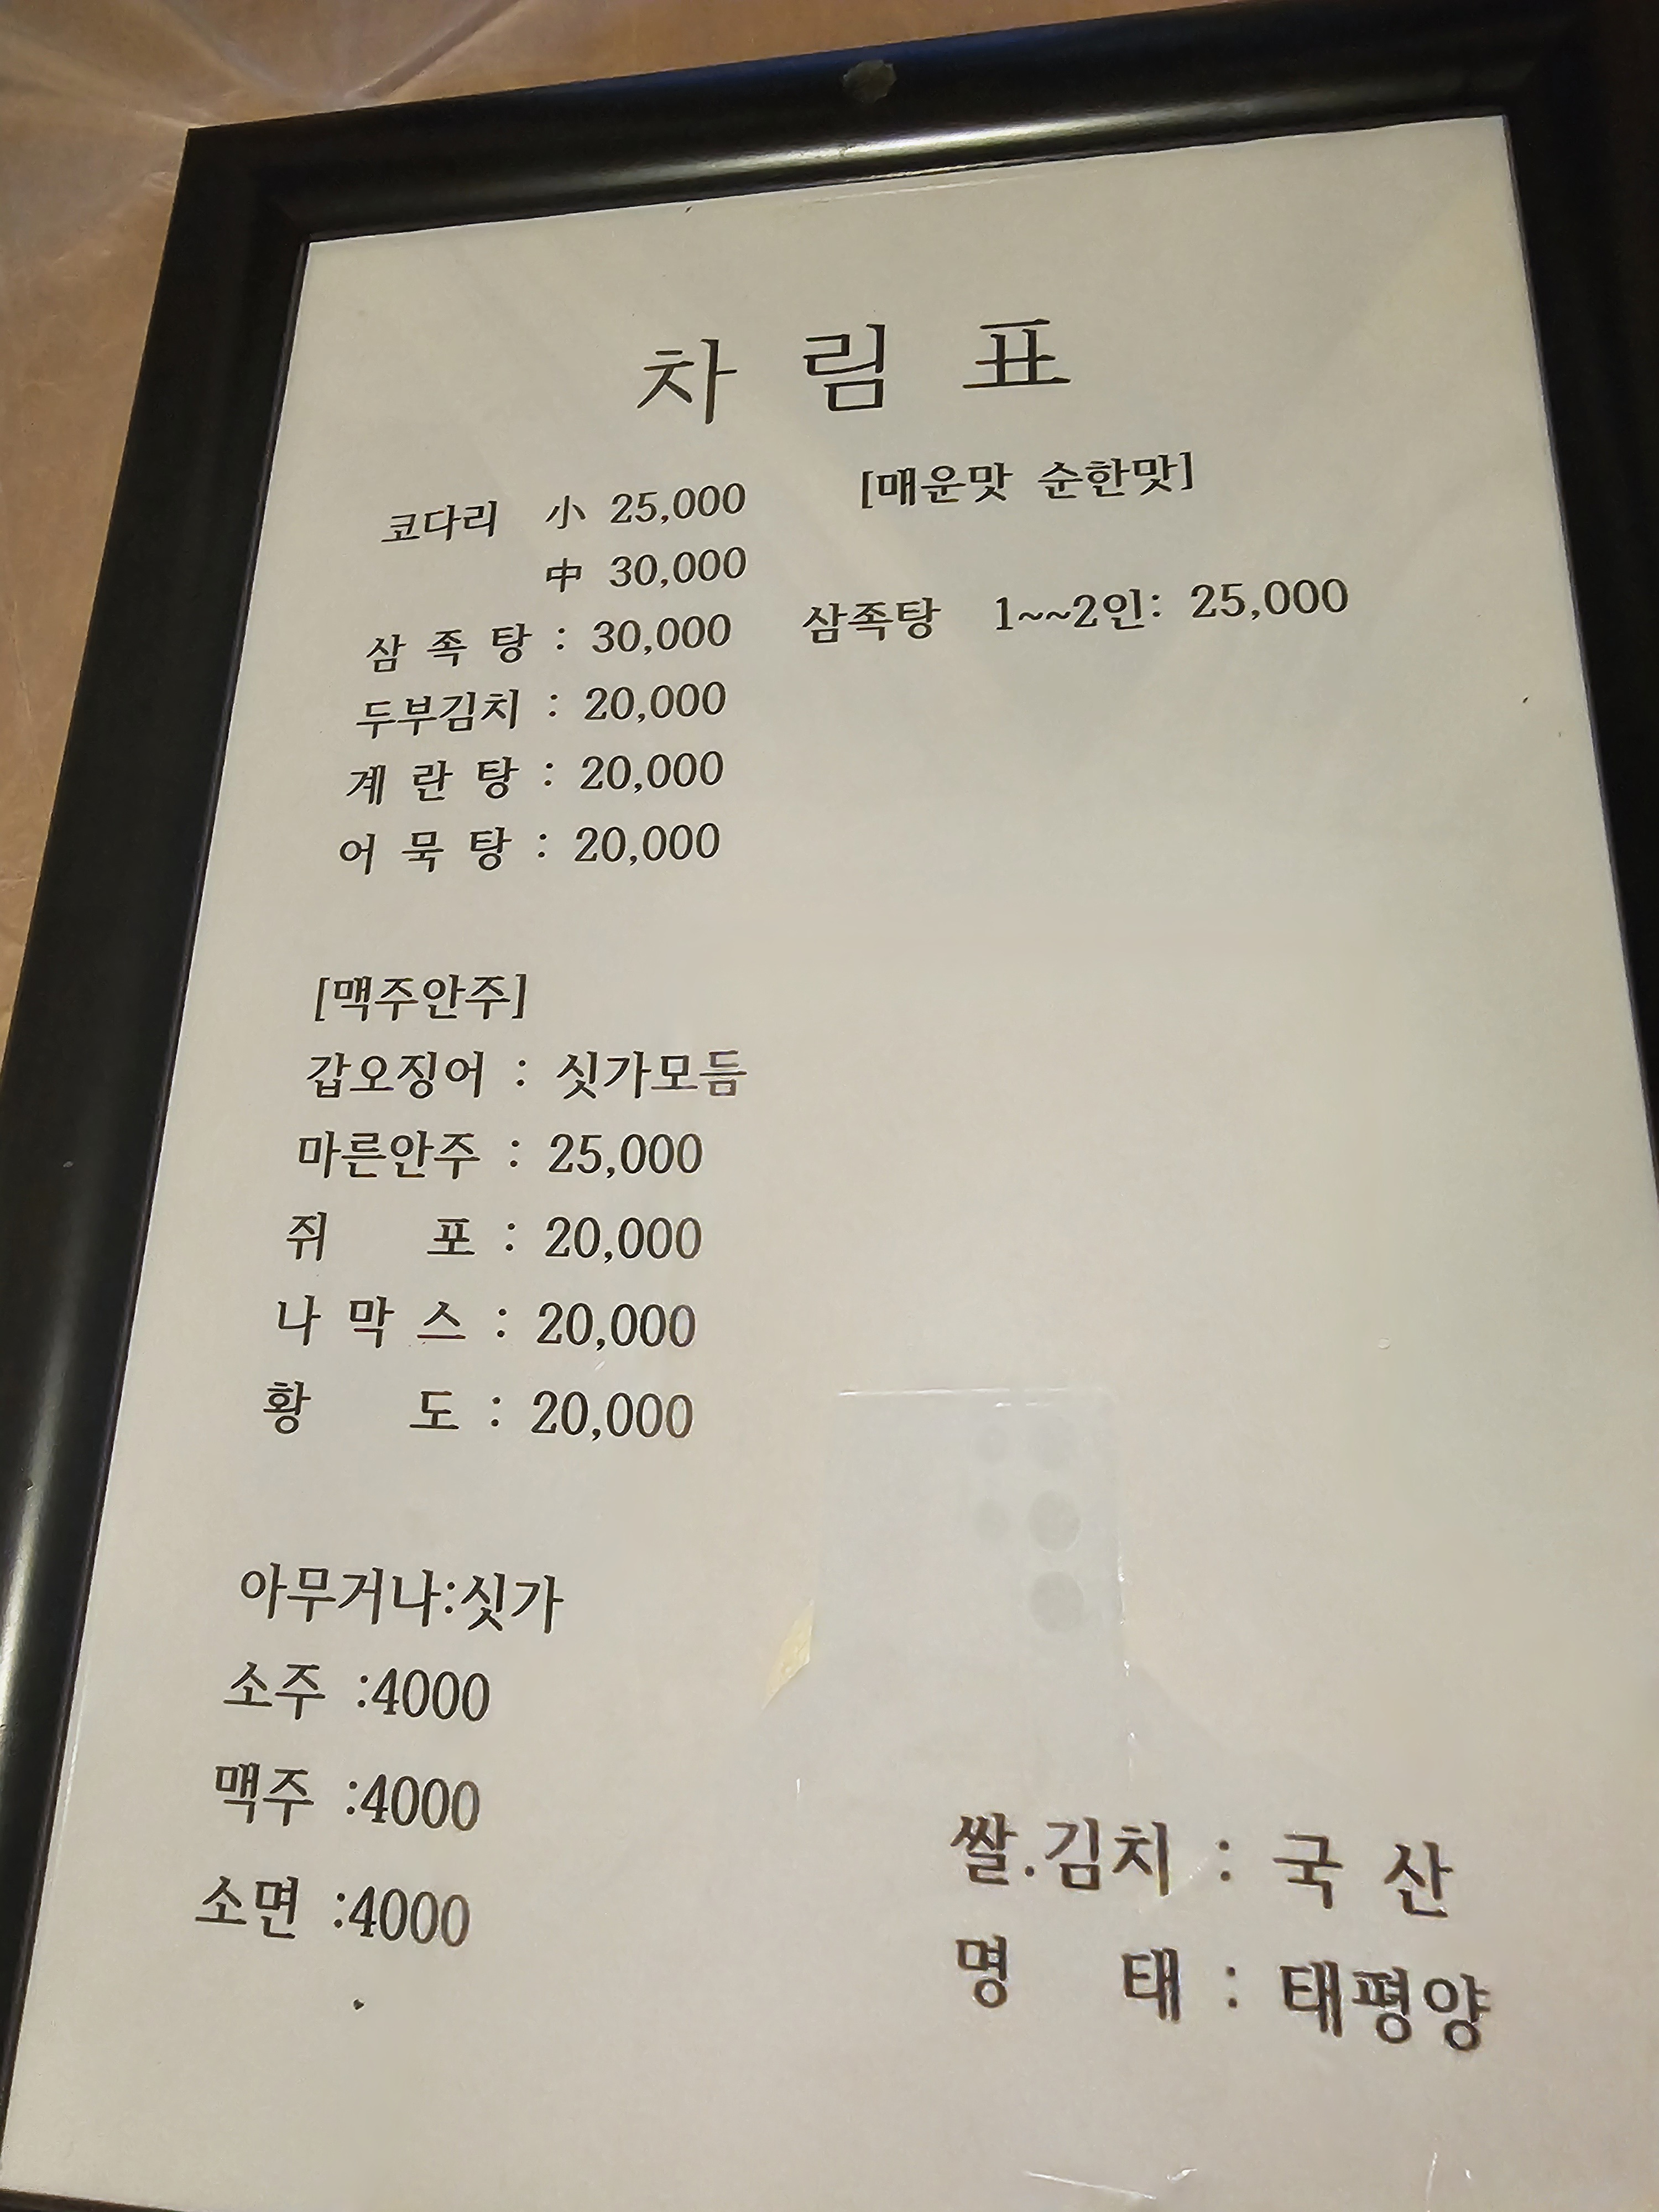 차 림 표
코다리 小 25,000 [매운맛 순한맛]
中 30,000
삼 족 탕 : 30,000 삼족탕 1~~2인: 25,000
두부김치 : 20,000
계 란 탕 : 20,000
어 묵 탕 : 20,000
[맥주안주]
갑오징어 : 싯가모듬
마른안주 : 25,000
쥐 포 : 20,000
나 막 스 : 20,000
황 도 : 20,000
아무거나:싯가
소주 :4000
맥주 :4000
소면 :4000
쌀.김치 : 국 산
명 태 : 태평양